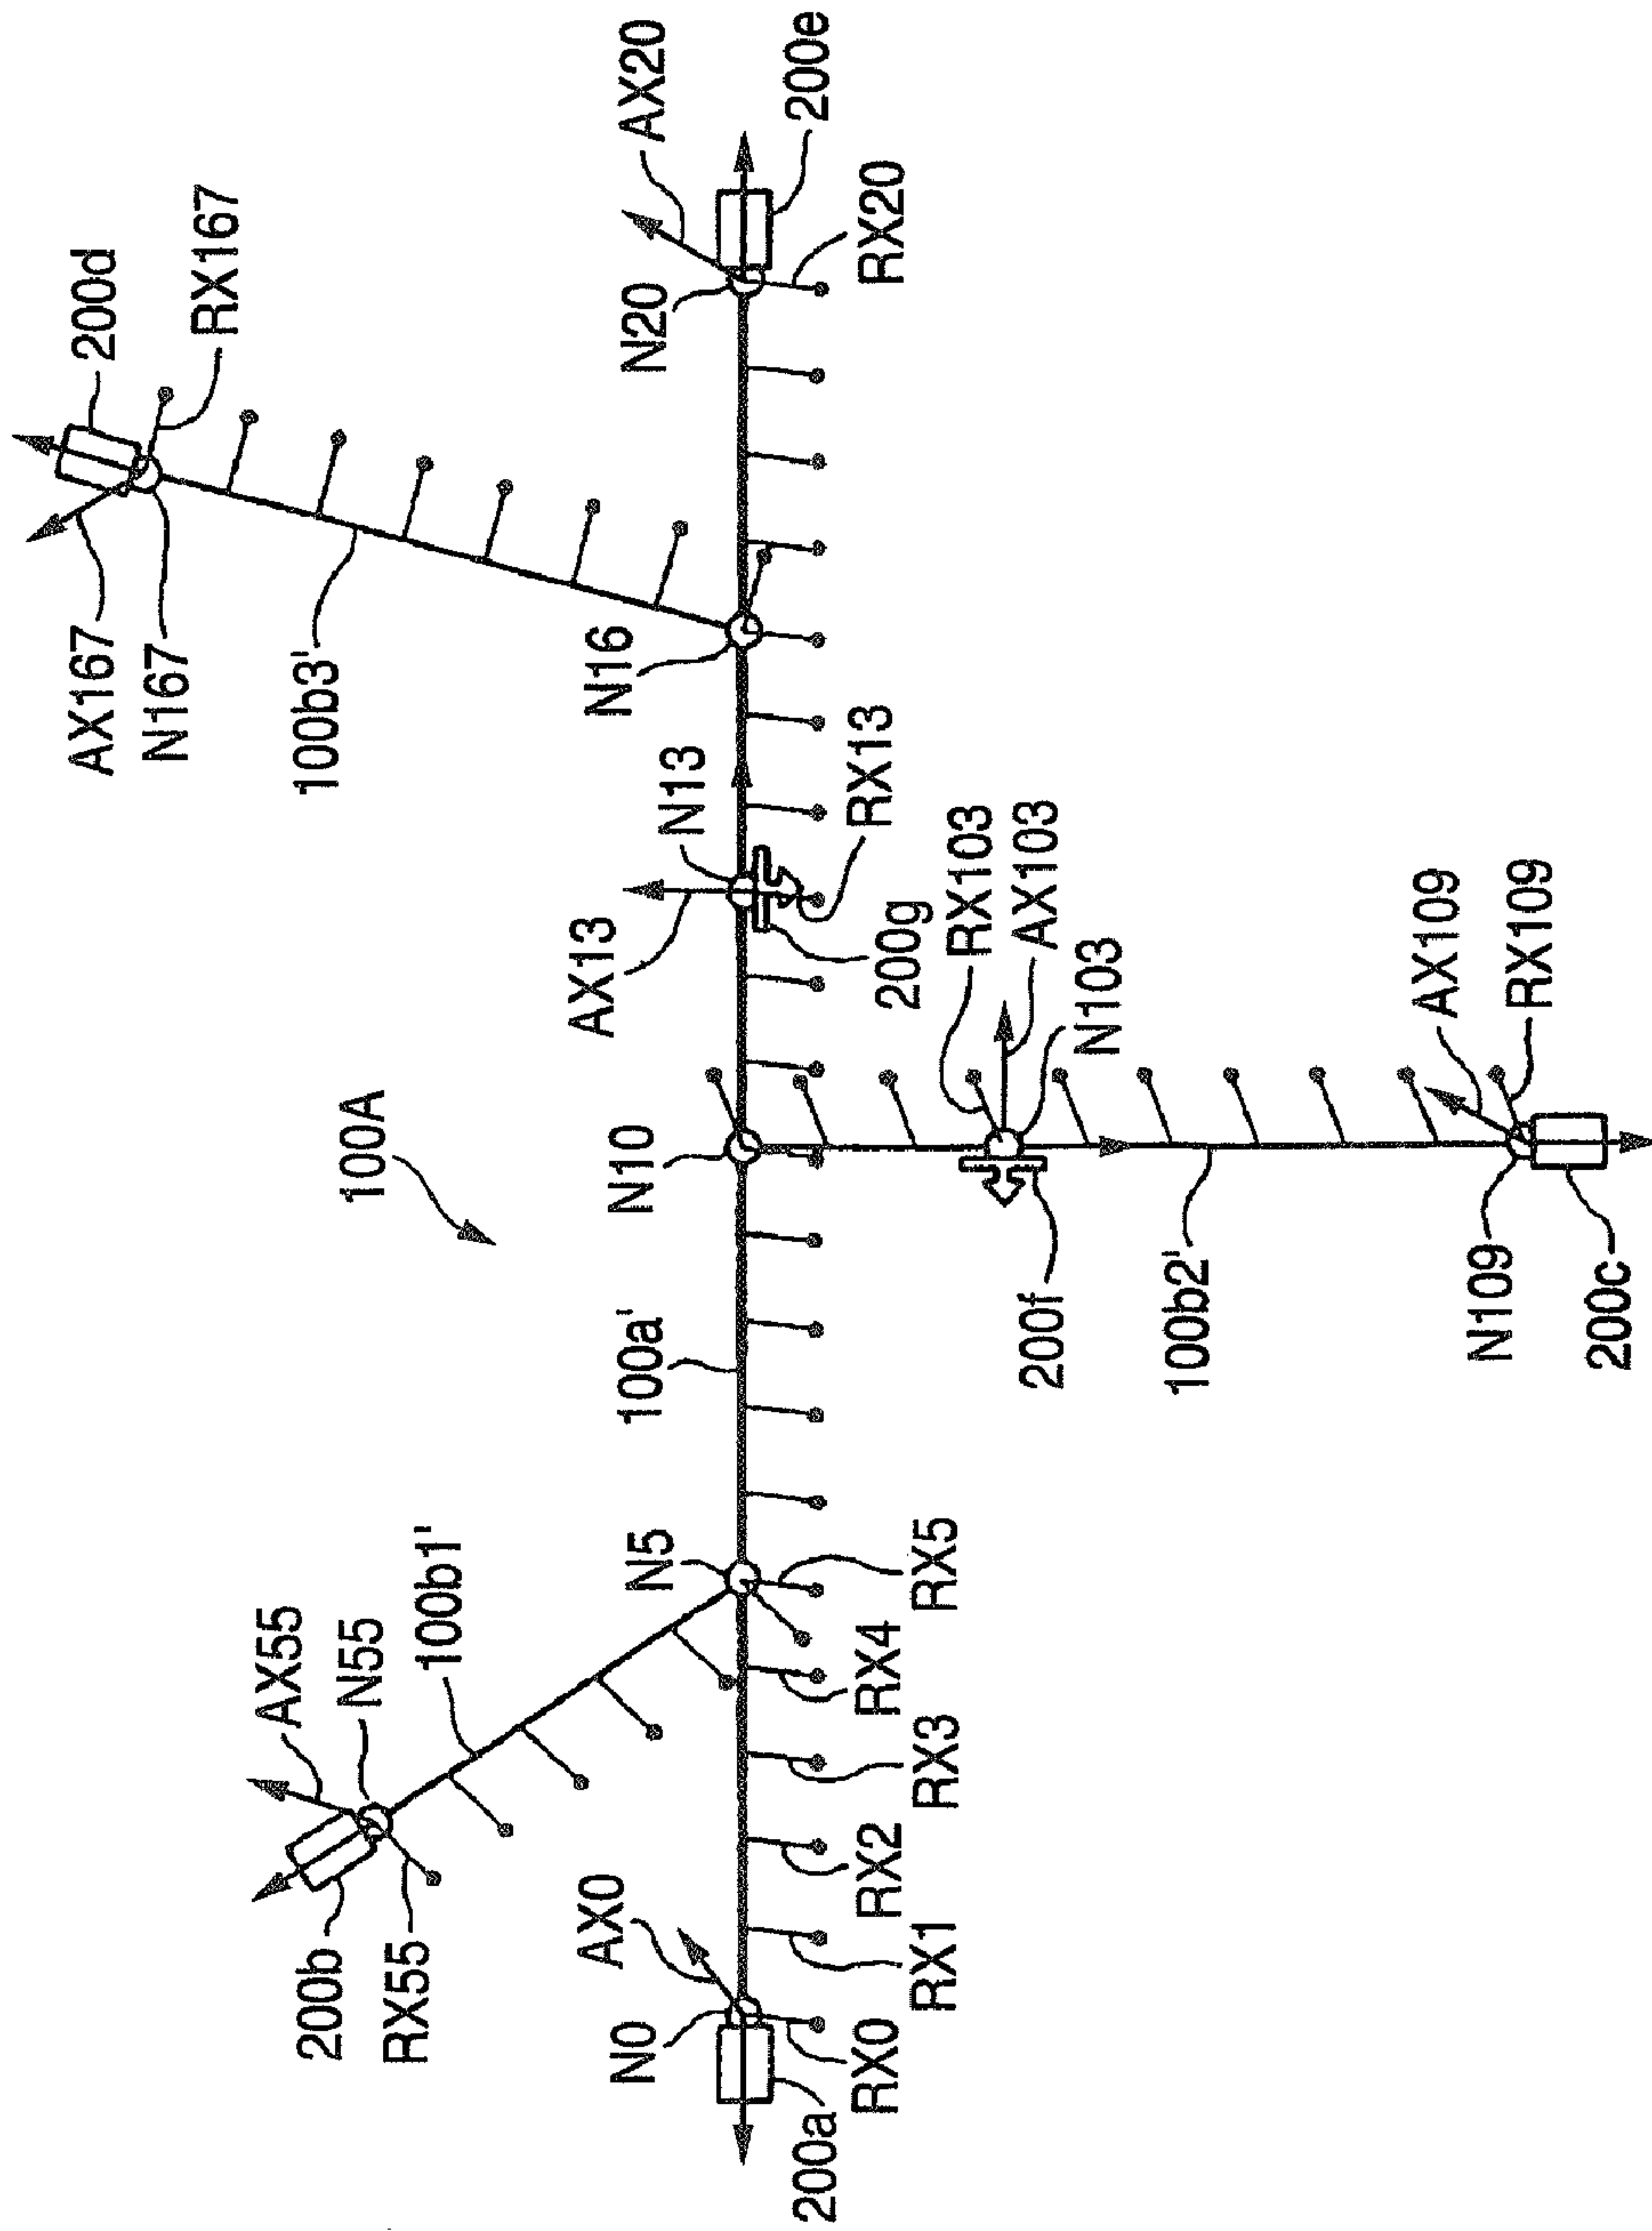 200d
RX167
AX20
200e
AX167
N167
100b3'
N20
RX20
N16
N13
AX13
RX13
200g
100A
N10
RX103
AX103
N103
AX109
RX109
100a'
200f
100b2'
N109
200c
AX55
N55
100b1'
N5
RX5
RX4
RX3
RX2
RX1
200b
RX55
AX0
N0
RX0
200a